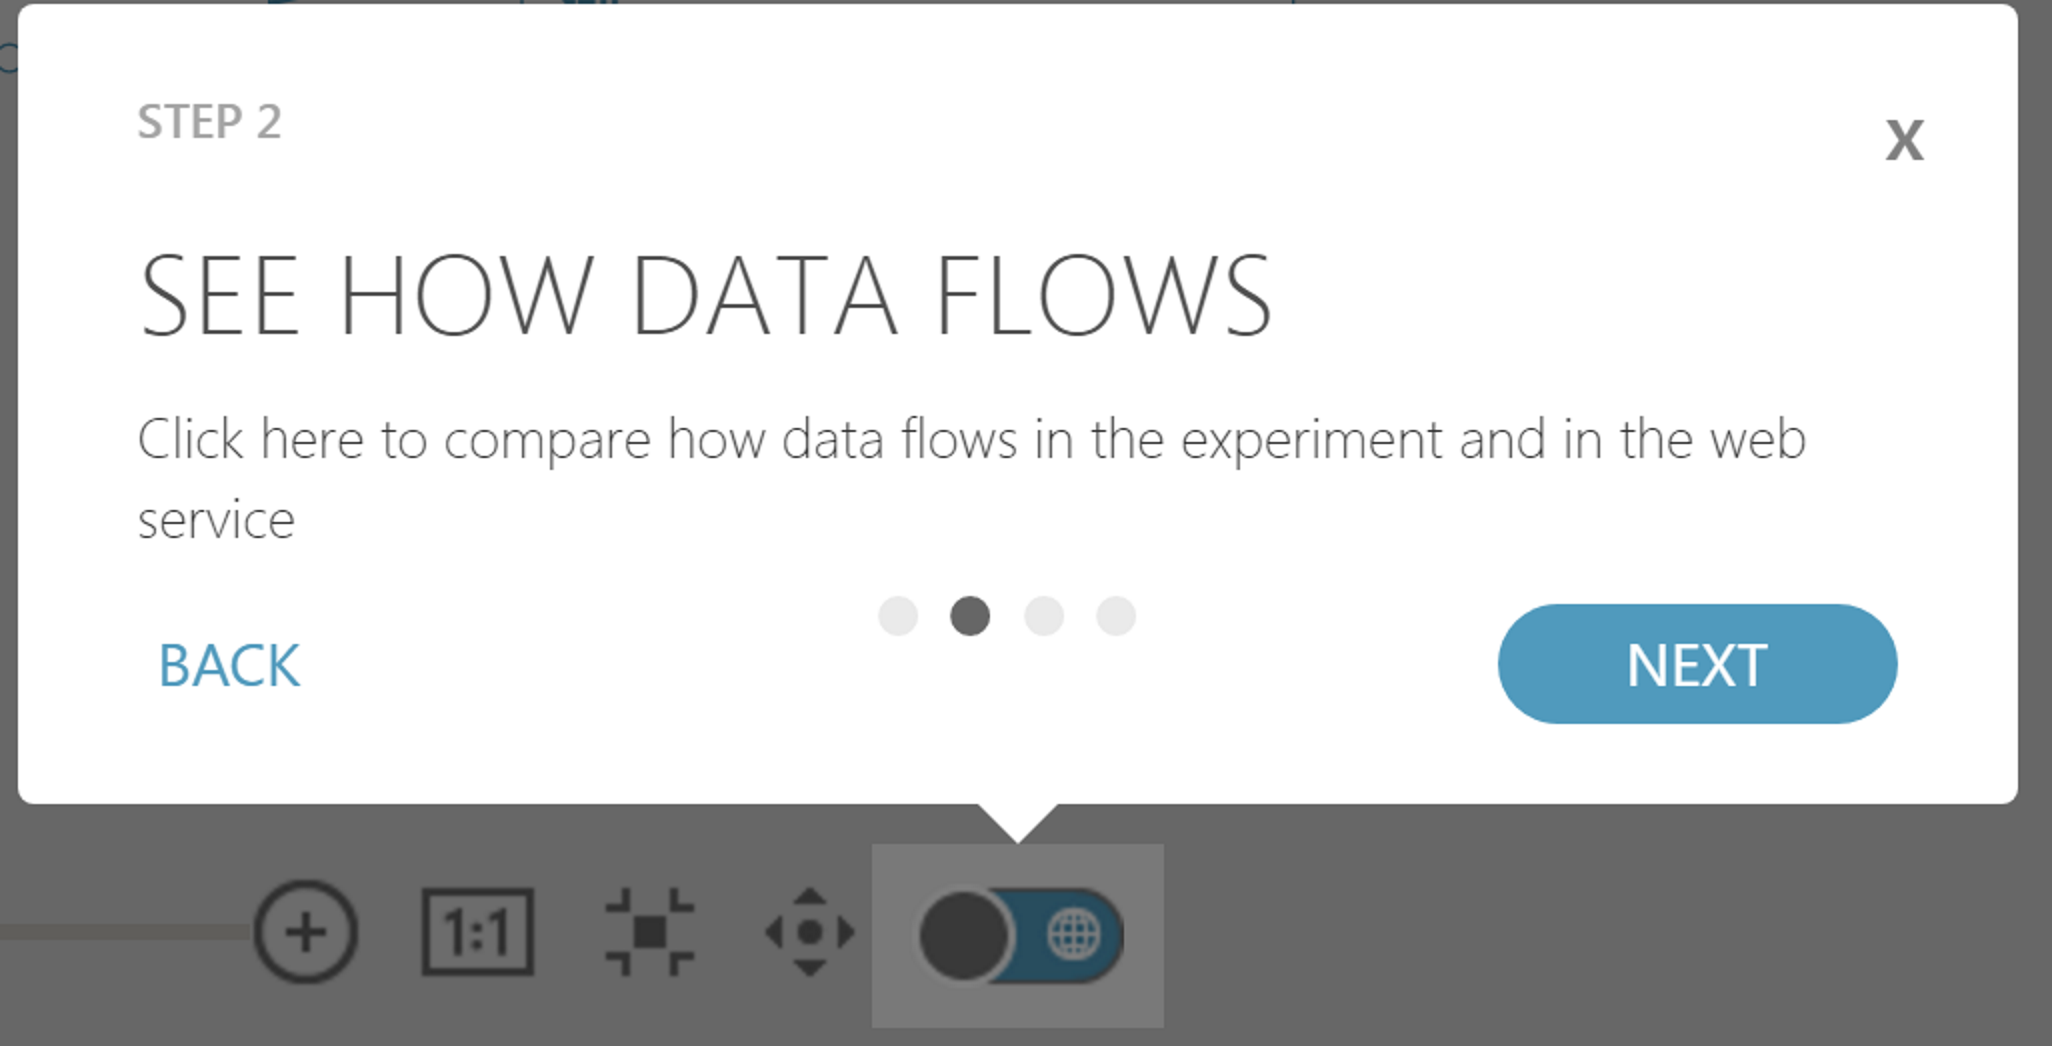 STEP 2
X
SEE HOW DATA FLOWS
Click here to compare how data flows in the experiment and in the web
service
BACK
NEXT
1:1